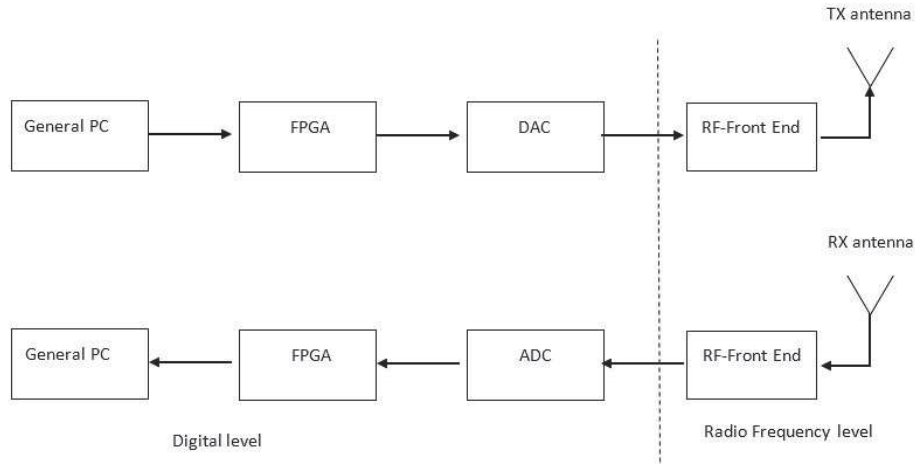 TX antenna
General PC
FPGA
DAC
RF-Front End
RX antenna
General PC
FPGA
ADC
RF-Front End
Digital level
Radio Frequency level